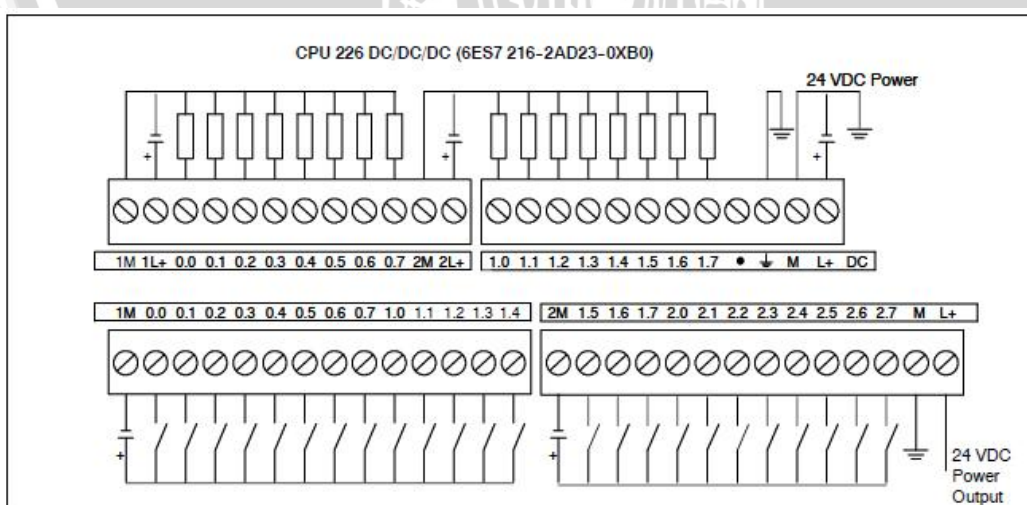 CPU 226 DC/DC/DC (6ES7 216-2AD23-0XB0)
24 VDC Power
+ + +
1M 1L+ 0.0 0.1 0.2 0.3 0.4 0.5 0.6 0.7 2M 2L+ 1.0 1.1 1.2 1.3 1.4 1.5 1.6 1.7 • ⏚ M L+ DC
1M 0.0 0.1 0.2 0.3 0.4 0.5 0.6 0.7 1.0 1.1 1.2 1.3 1.4 2M 1.5 1.6 1.7 2.0 2.1 2.2 2.3 2.4 2.5 2.6 2.7 M L+
+ +
24 VDC
Power
Output